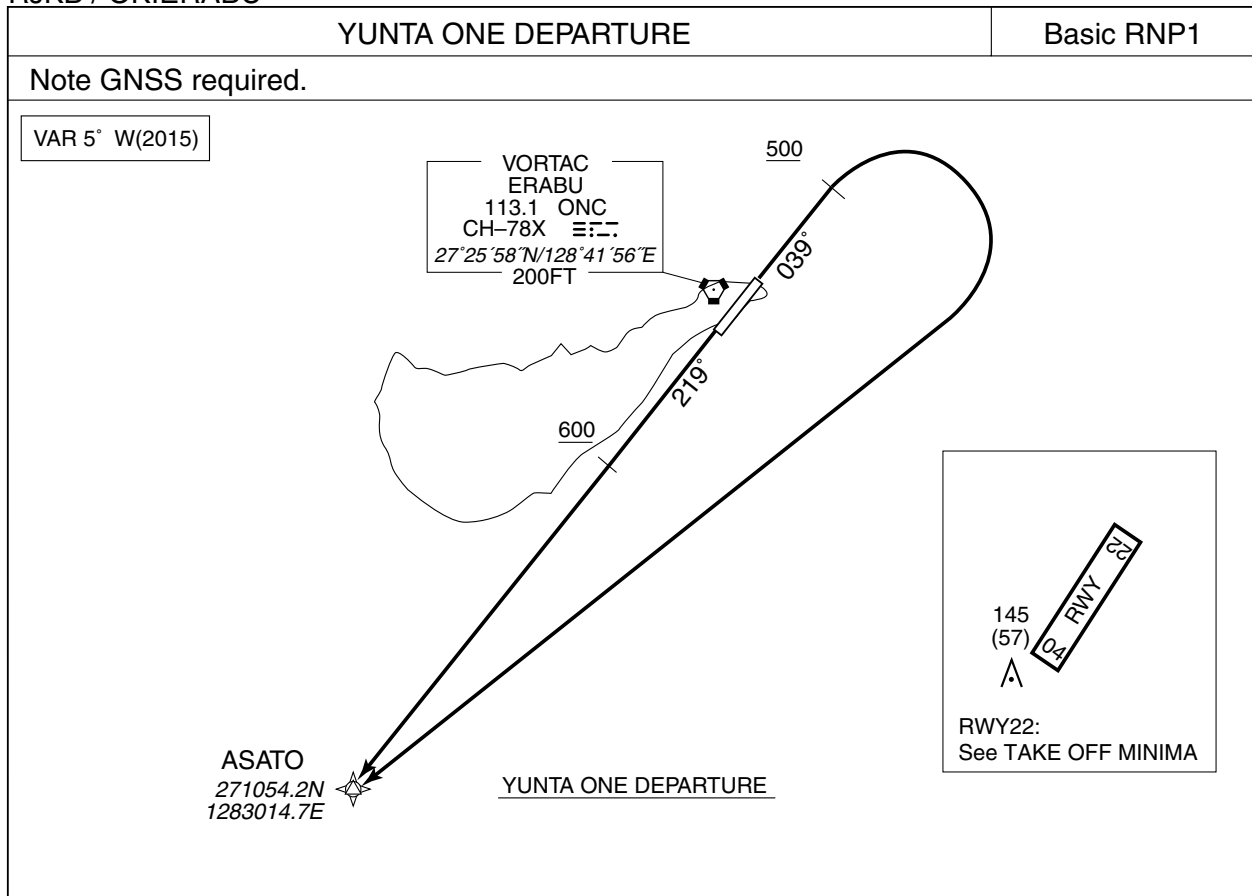 YUNTA ONE DEPARTURE
Basic RNP1
Note GNSS required.
VAR 5° W(2015)
VORTAC
ERABU
113.1 ONC
CH–78X
27°25´58˝N/128°41´56˝E
200FT
500
039°
219°
600
ASATO
271054.2N
1283014.7E
YUNTA ONE DEPARTURE
22
RWY
04
145
(57)
RWY22:
See TAKE OFF MINIMA